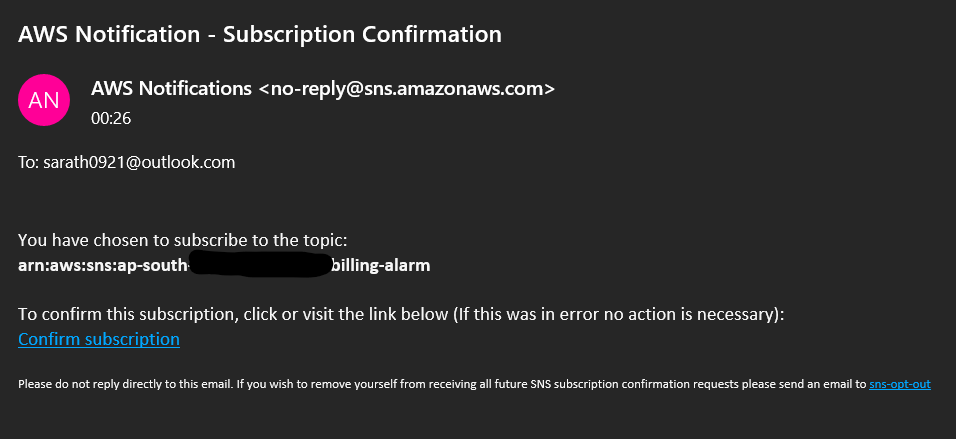 AWS Notification - Subscription Confirmation
AN
AWS Notifications <no-reply@sns.amazonaws.com>
00:26
To: sarath0921@outlook.com
You have chosen to subscribe to the topic:
arn:aws:sns:ap-south- billing-alarm
To confirm this subscription, click or visit the link below (If this was in error no action is necessary):
Confirm subscription
Please do not reply directly to this email. If you wish to remove yourself from receiving all future SNS subscription confirmation requests please send an email to sns-opt-out